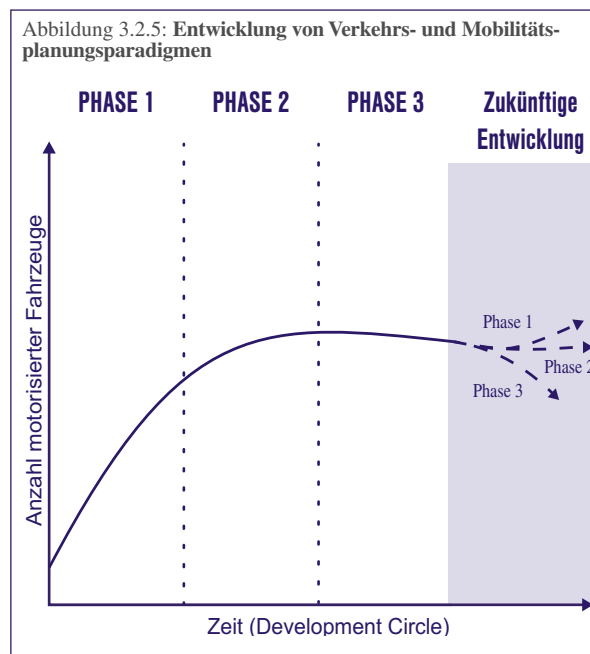 Abbildung 3.2.5: Entwicklung von Verkehrs- und Mobilitäts-
planungsparadigmen
PHASE 1
PHASE 2
PHASE 3
Zukünftige
Entwicklung
Anzahl motorisierter Fahrzeuge
Phase 1
Phase 2
Phase 3
Zeit (Development Circle)